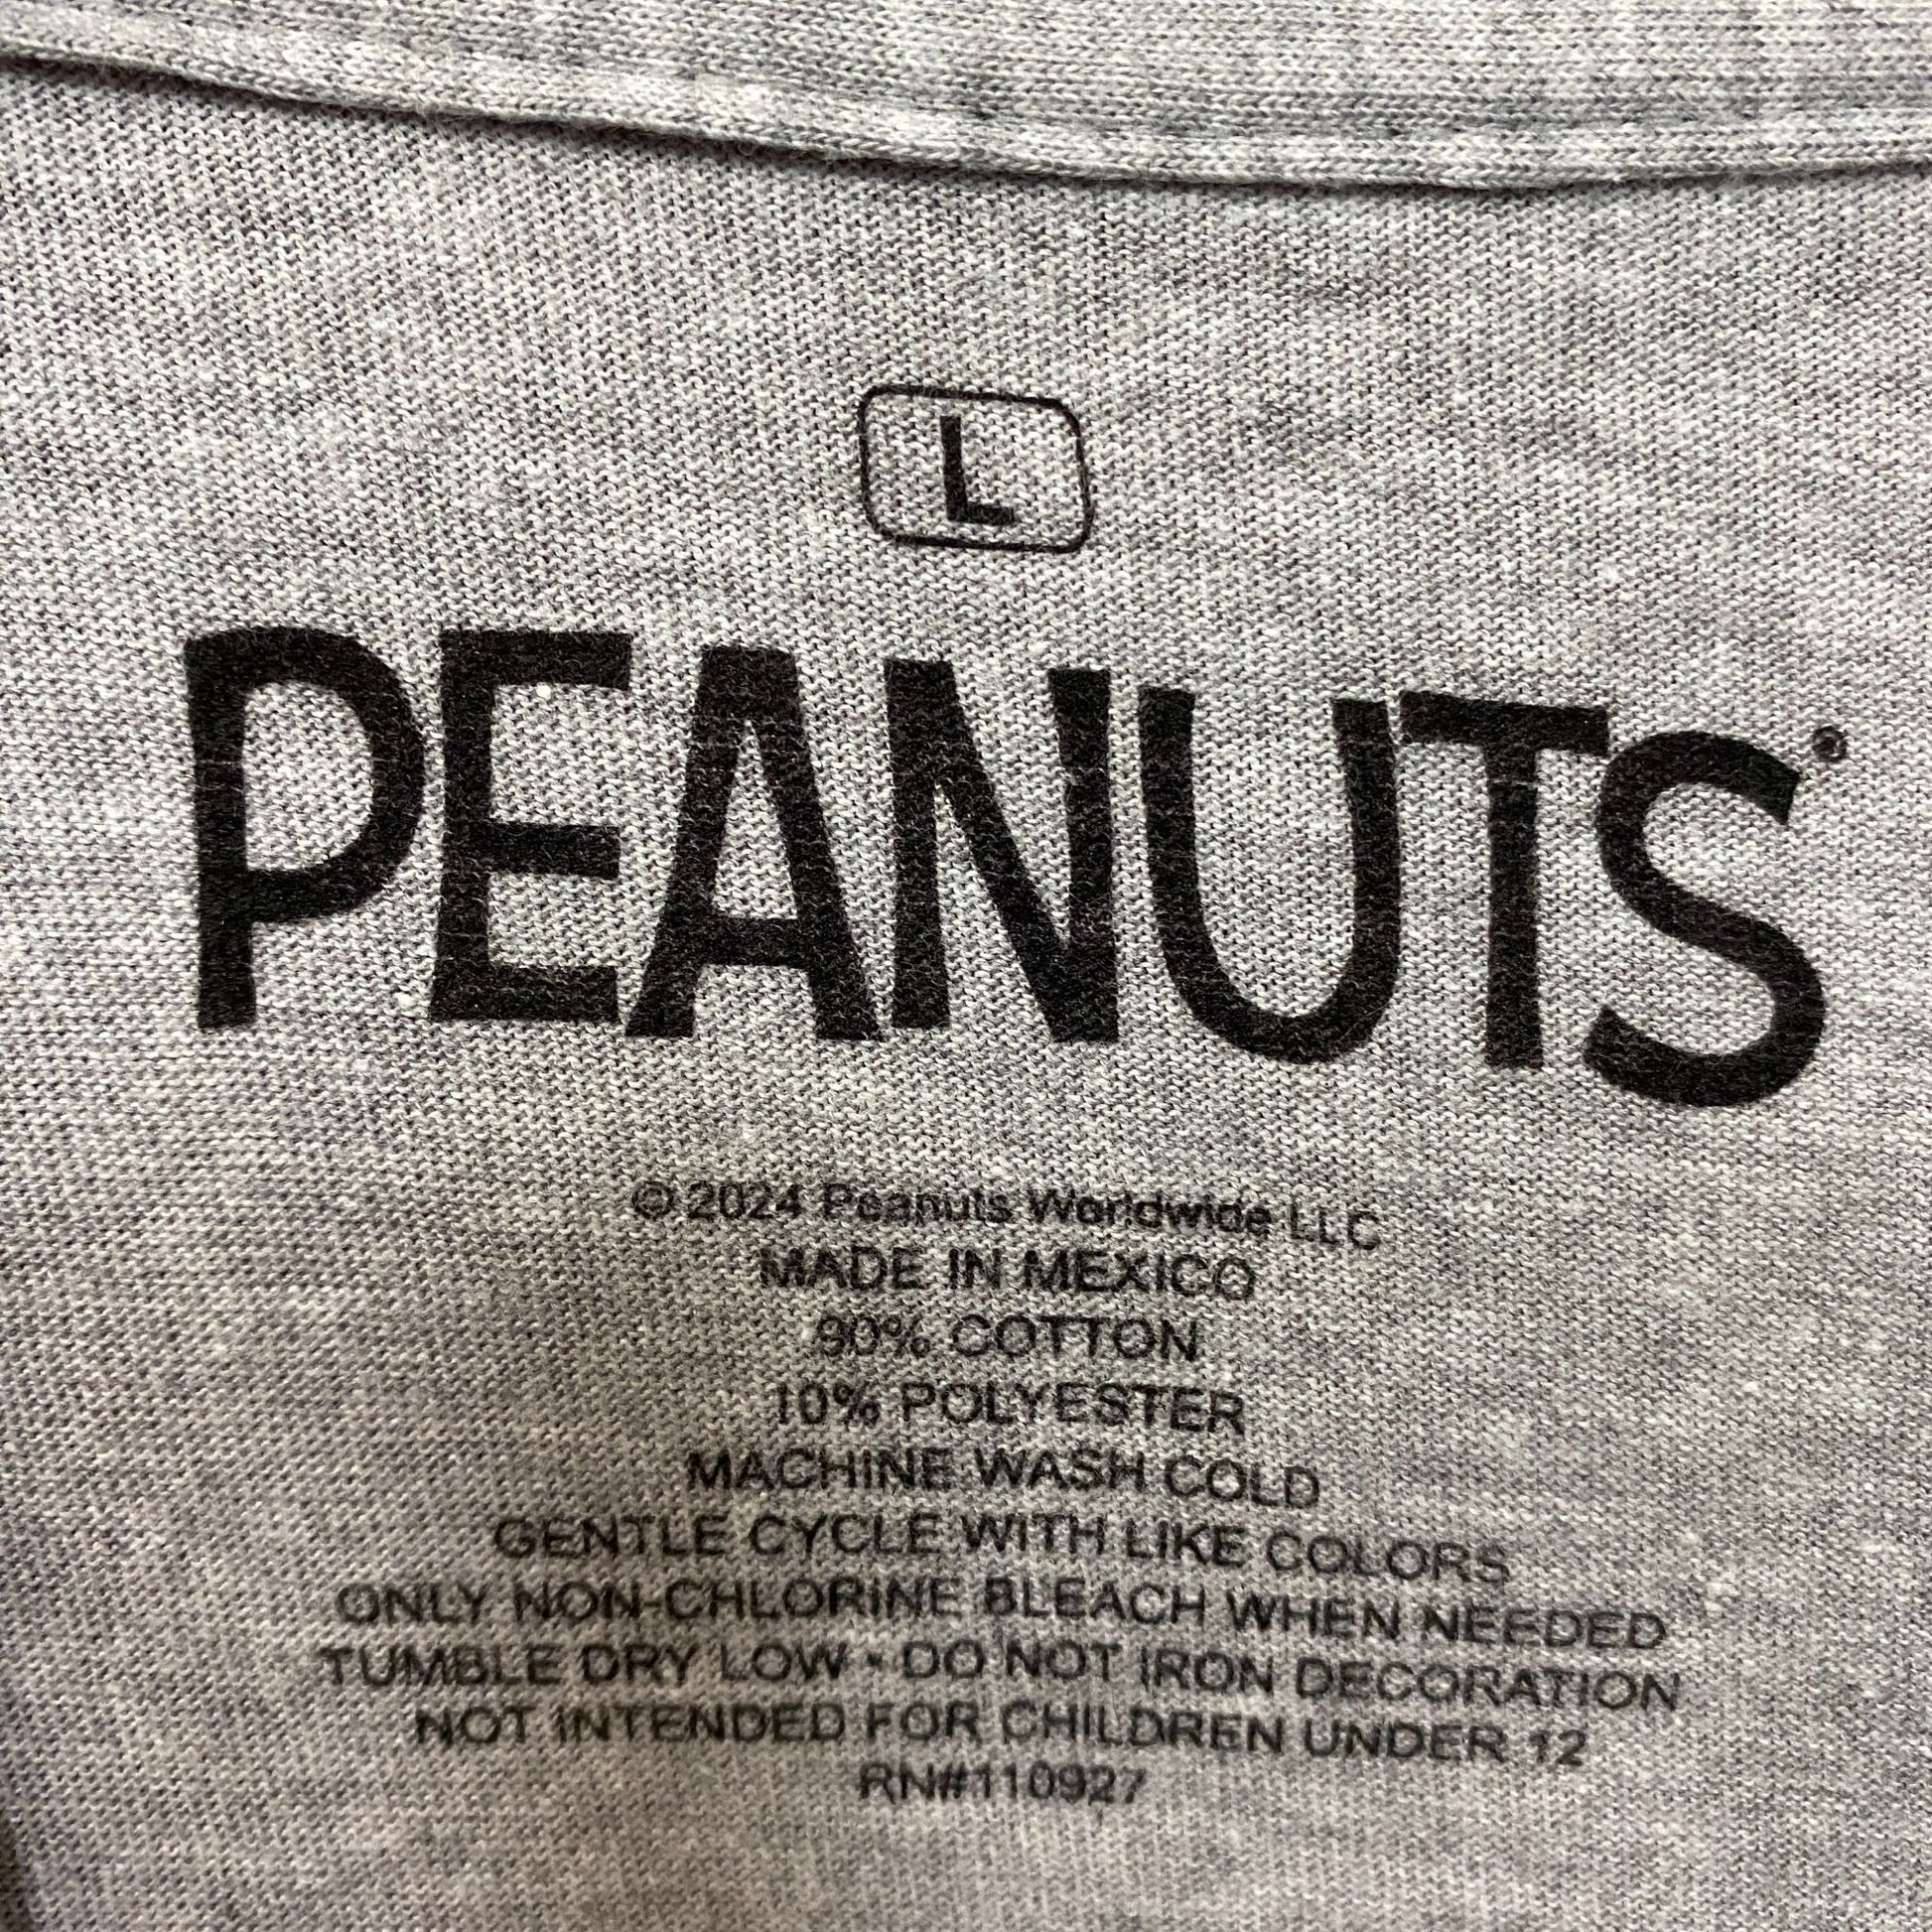 L
PEANUTS®
© 2024 Peanuts Worldwide LLC
MADE IN MEXICO
90% COTTON
10% POLYESTER
MACHINE WASH COLD
GENTLE CYCLE WITH LIKE COLORS
ONLY NON-CHLORINE BLEACH WHEN NEEDED
TUMBLE DRY LOW • DO NOT IRON DECORATION
NOT INTENDED FOR CHILDREN UNDER 12
RN#110927